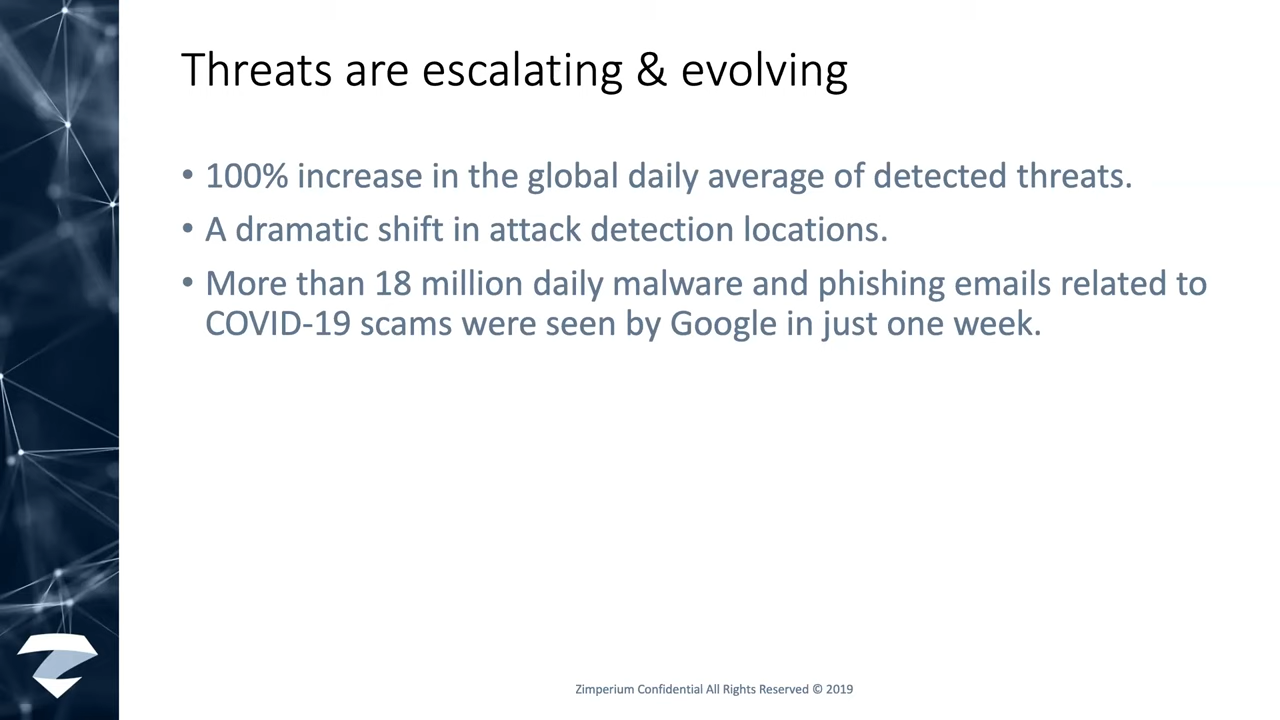 Threats are escalating & evolving
• 100% increase in the global daily average of detected threats.
• A dramatic shift in attack detection locations.
• More than 18 million daily malware and phishing emails related to
COVID-19 scams were seen by Google in just one week.
Zimperium Confidential All Rights Reserved © 2019